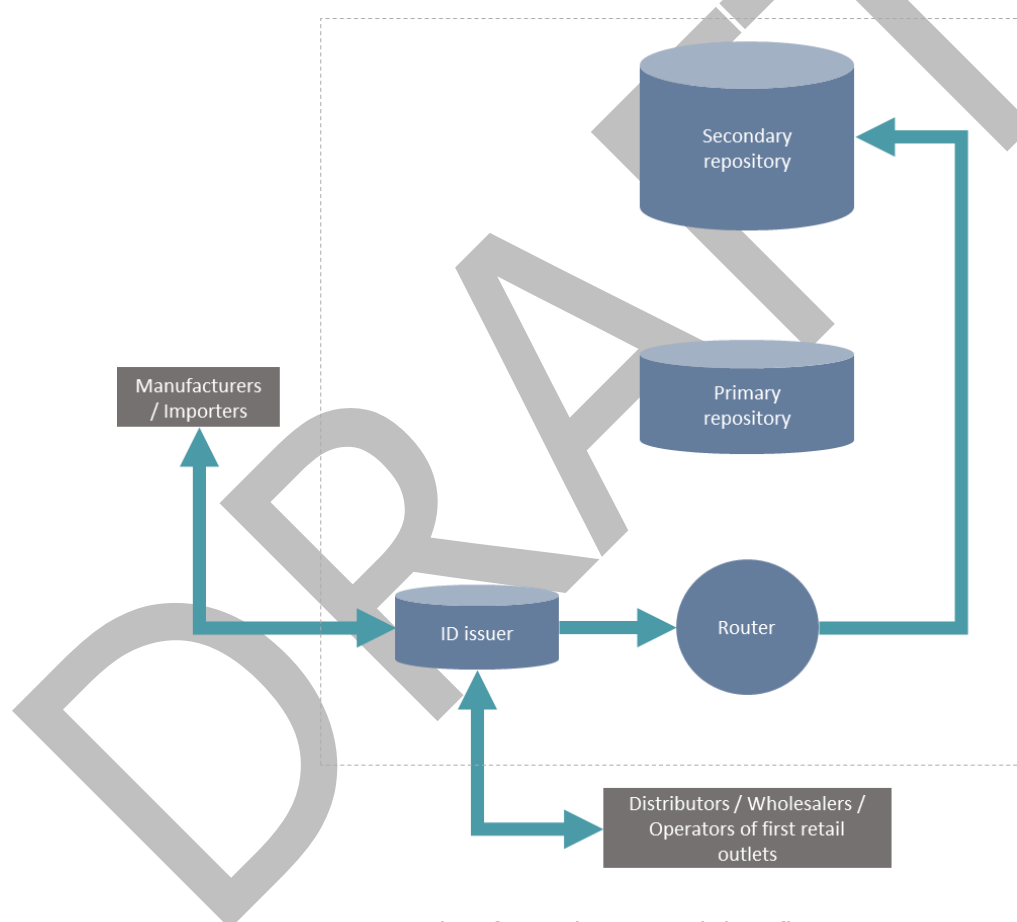 Secondary
repository
Primary
repository
Manufacturers
/ Importers
ID issuer
Router
Distributors / Wholesalers /
Operators of first retail
outlets
DRAFT